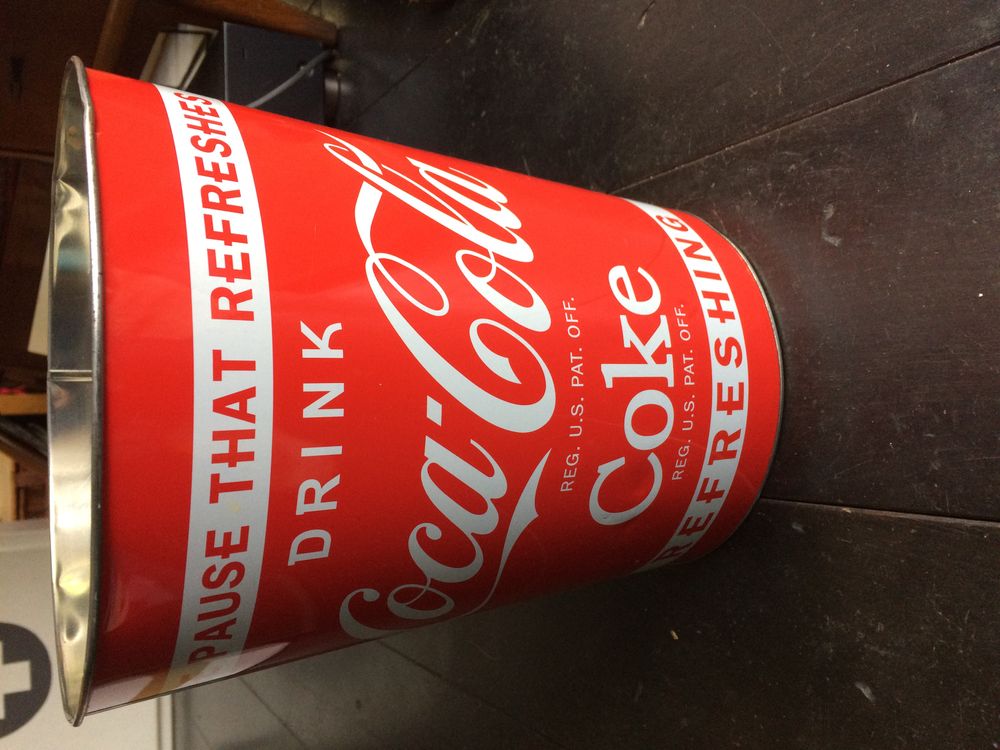 PAUSE THAT REFRESHES
DRINK
Coca-Cola
REG. U.S. PAT. OFF.
Coke
REG. U.S. PAT. OFF.
REFRESHING